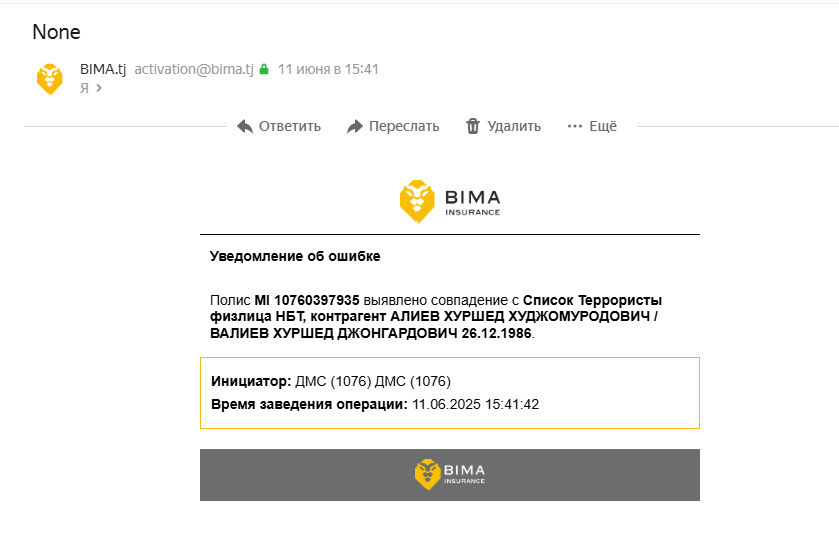 None
BIMA.tj activation@bima.tj 11 июня в 15:41
Я >
Ответить Переслать Удалить ··· Ещё
BIMA
INSURANCE
Уведомление об ошибке
Полис MI 10760397935 выявлено совпадение с Список Террористы
физлица НБТ, контрагент АЛИЕВ ХУРШЕД ХУДЖОМУРОДОВИЧ /
ВАЛИЕВ ХУРШЕД ДЖОНГАРДОВИЧ 26.12.1986.
Инициатор: ДМС (1076) ДМС (1076)
Время заведения операции: 11.06.2025 15:41:42
BIMA
INSURANCE